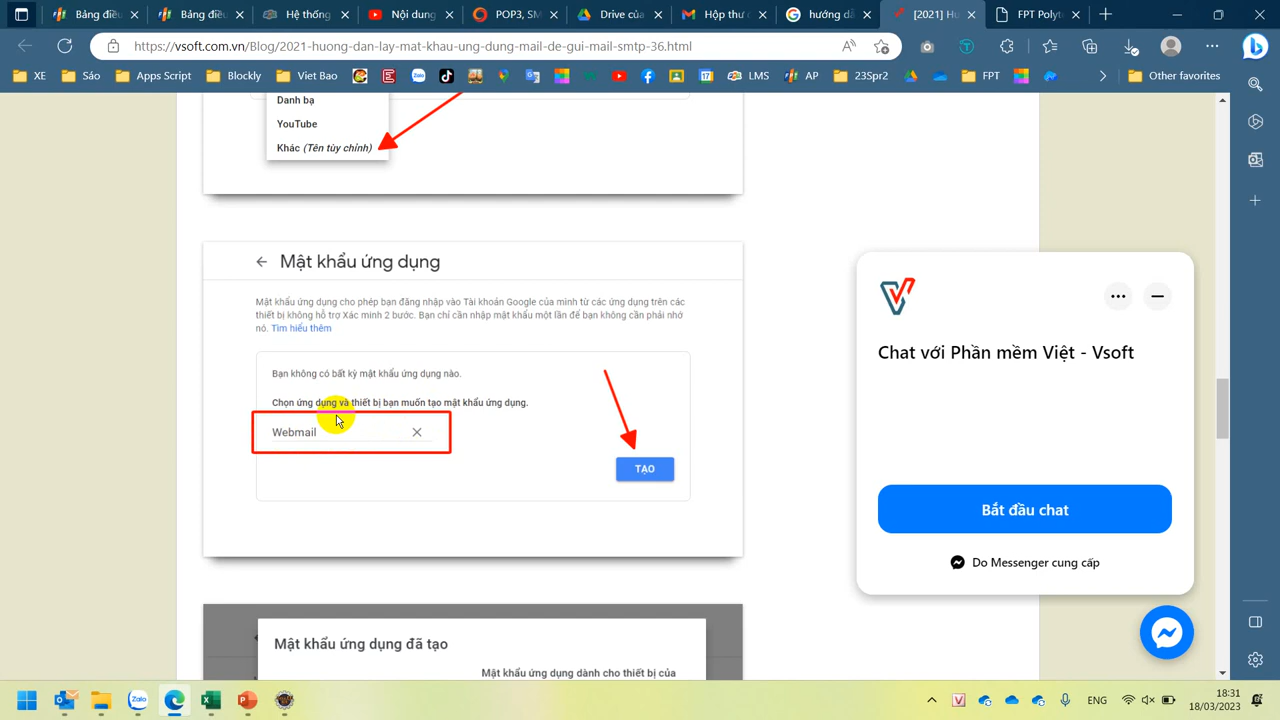 Bảng điều
Bảng điều
Hệ thống
Nội dung
POP3, SM
Drive của
Hộp thư
hướng dẫ
[2021] Hu
FPT Polyte
https://vsoft.com.vn/Blog/2021-huong-dan-lay-mat-khau-ung-dung-mail-de-gui-mail-smtp-36.html
XE
Sáo
Apps Script
Blockly
Viet Bao
LMS
AP
23Spr2
FPT
Other favorites
Danh bạ
YouTube
Khác (Tên tùy chỉnh)
Mật khẩu ứng dụng
Mật khẩu ứng dụng cho phép bạn đăng nhập vào Tài khoản Google của mình từ các ứng dụng trên các
thiết bị không hỗ trợ Xác minh 2 bước. Bạn chỉ cần nhập mật khẩu một lần để bạn không cần phải nhớ
nó. Tìm hiểu thêm
Bạn không có bất kỳ mật khẩu ứng dụng nào.
Chọn ứng dụng và thiết bị bạn muốn tạo mật khẩu ứng dụng.
Webmail
TẠO
Mật khẩu ứng dụng đã tạo
Mật khẩu ứng dụng dành cho thiết bị của
Chat với Phần mềm Việt - Vsoft
Bắt đầu chat
Do Messenger cung cấp
Zalo
ENG
18:31
18/03/2023